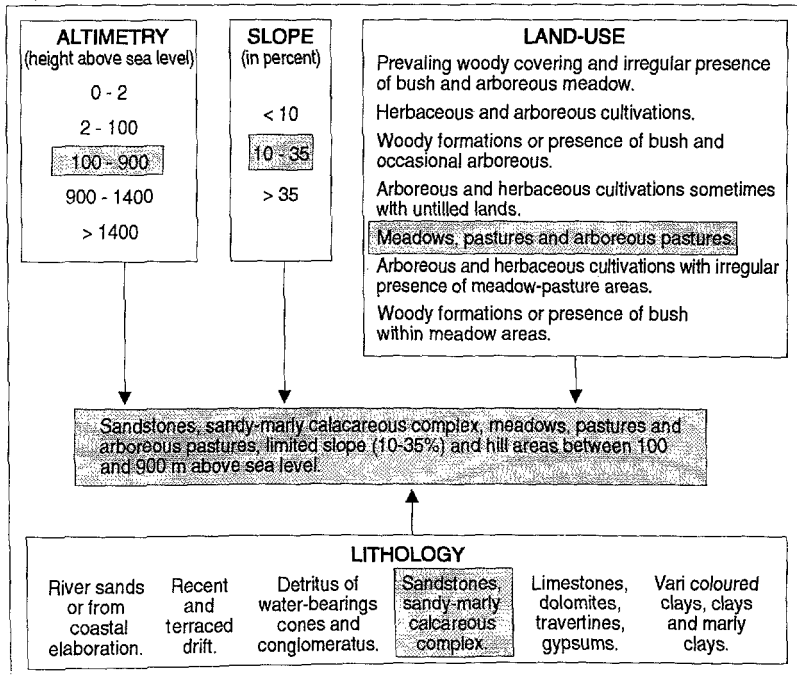 ALTIMETRY
(height above sea level)
0 - 2
2 - 100
100 - 900
900 - 1400
> 1400
SLOPE
(in percent)
< 10
10 - 35
> 35
LAND-USE
Prevaling woody covering and irregular presence
of bush and arboreous meadow.
Herbaceous and arboreous cultivations.
Woody formations or presence of bush and
occasional arboreous.
Arboreous and herbaceous cultivations sometimes
with untilled lands.
Meadows, pastures and arboreous pastures.
Arboreous and herbaceous cultivations with irregular
presence of meadow-pasture areas.
Woody formations or presence of bush
within meadow areas.
Sandstones, sandy-marly calacareous complex, meadows, pastures and
arboreous pastures, limited slope (10-35%) and hill areas between 100
and 900 m above sea level.
LITHOLOGY
River sands
or from
coastal
elaboration.
Recent
and
terraced
drift.
Detritus of
water-bearings
cones and
conglomeratus.
Sandstones,
sandy-marly
calcareous
complex.
Limestones,
dolomites,
travertines,
gypsums.
Vari coloured
clays, clays
and marly
clays.